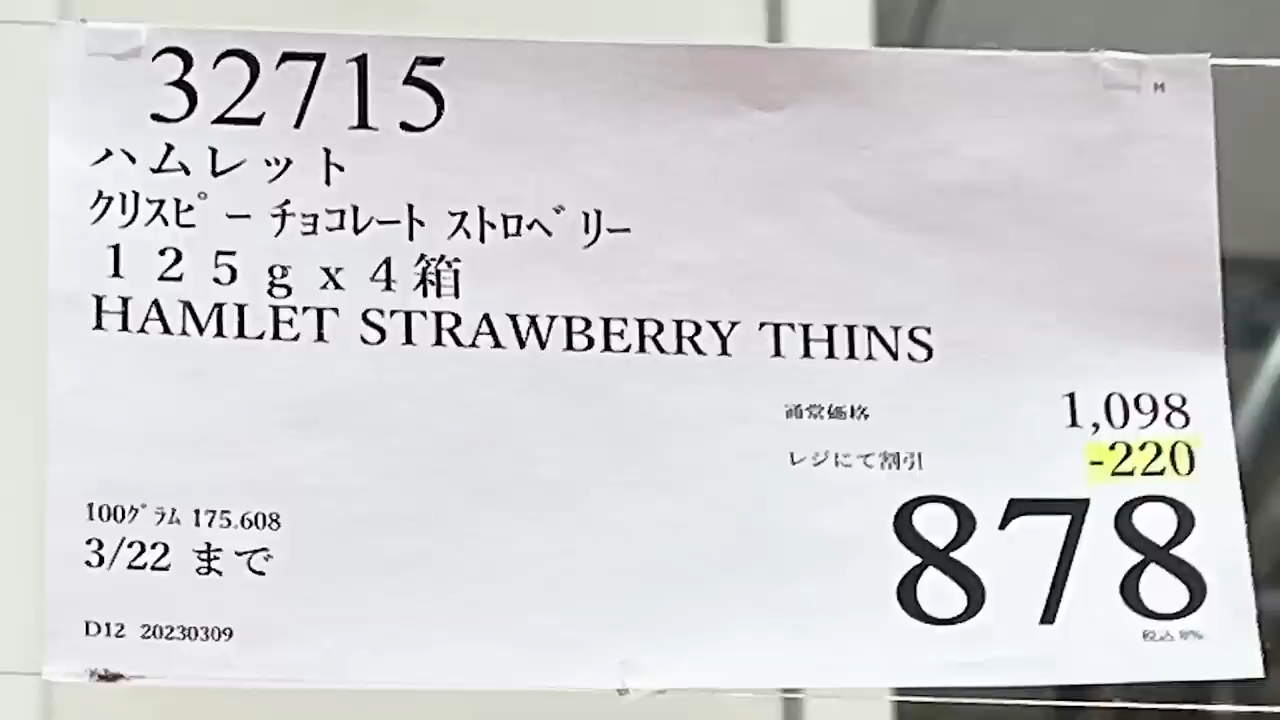 32715
M
ハムレット
クリスピー チョコレート ストロベリー
１２５ｇｘ４箱
HAMLET STRAWBERRY THINS
通常価格 1,098
レジにて割引 -220
878
税込 8%
100グラム 175.608
3/22 まで
D12 20230309